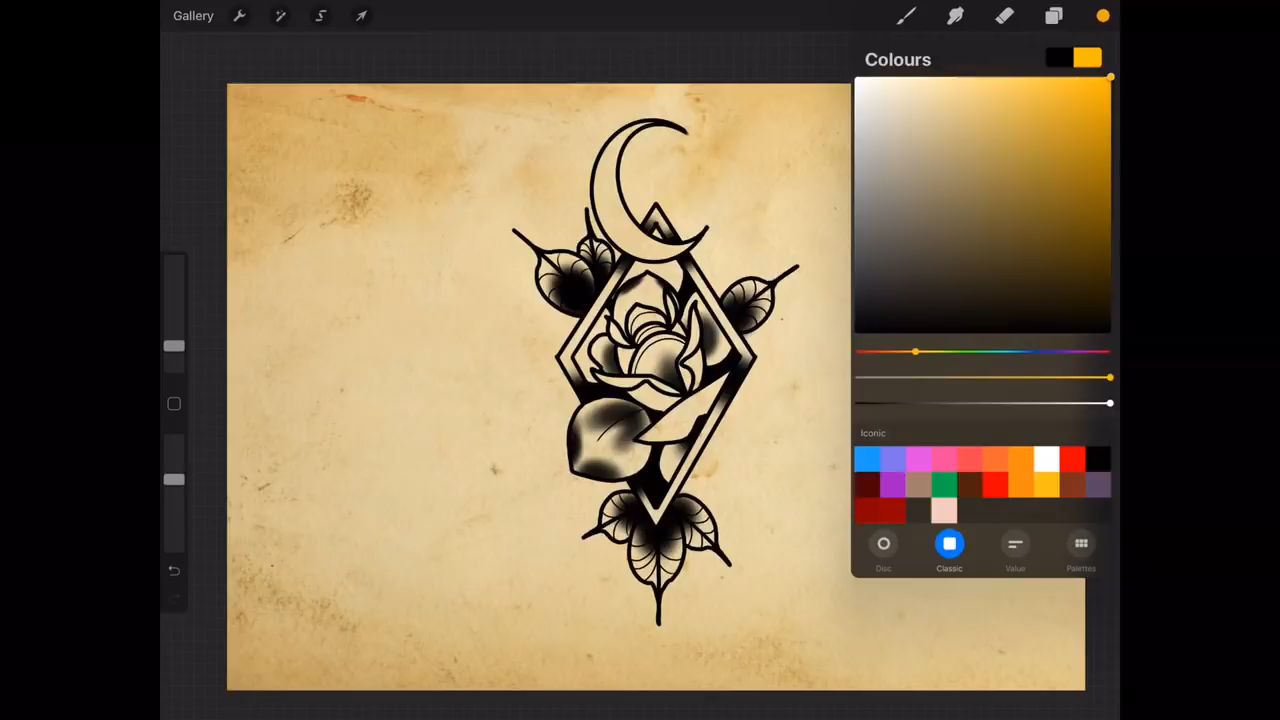 Gallery
Colours
Iconic
Disc
Classic
Value
Palettes